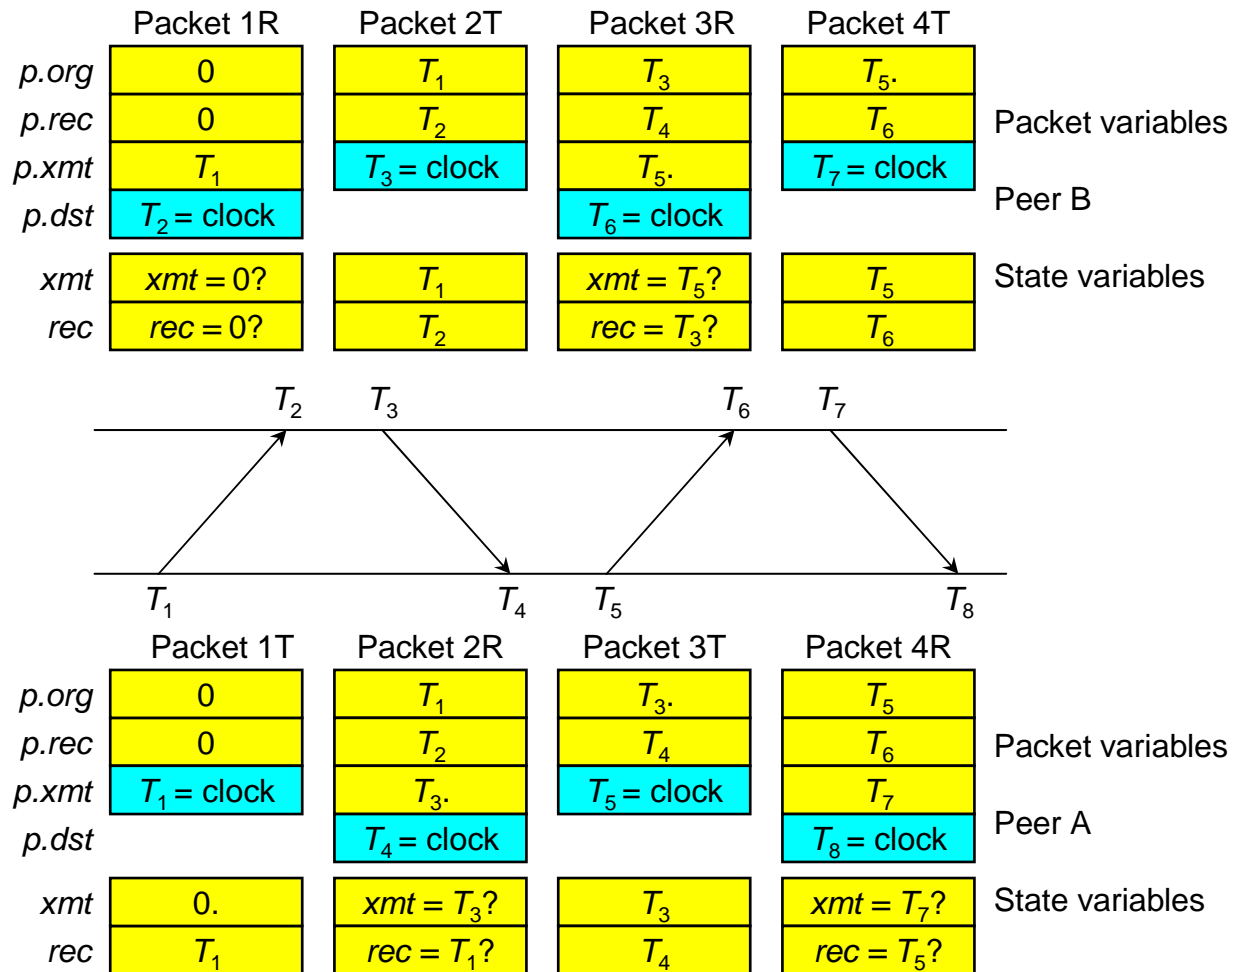 Packet 1R Packet 2T Packet 3R Packet 4T
p.org 0 T1 T3 T5.
p.rec 0 T2 T4 T6 Packet variables
p.xmt T1 T3 = clock T5. T7 = clock
Peer B
p.dst T2 = clock T6 = clock
xmt xmt = 0? T1 xmt = T5? T5 State variables
rec rec = 0? T2 rec = T3? T6
T2 T3 T6 T7
T1 T4 T5 T8
Packet 1T Packet 2R Packet 3T Packet 4R
p.org 0 T1 T3. T5
p.rec 0 T2 T4 T6 Packet variables
p.xmt T1 = clock T3. T5 = clock T7
Peer A
p.dst T4 = clock T8 = clock
xmt 0. xmt = T3? T3 xmt = T7? State variables
rec T1 rec = T1? T4 rec = T5?